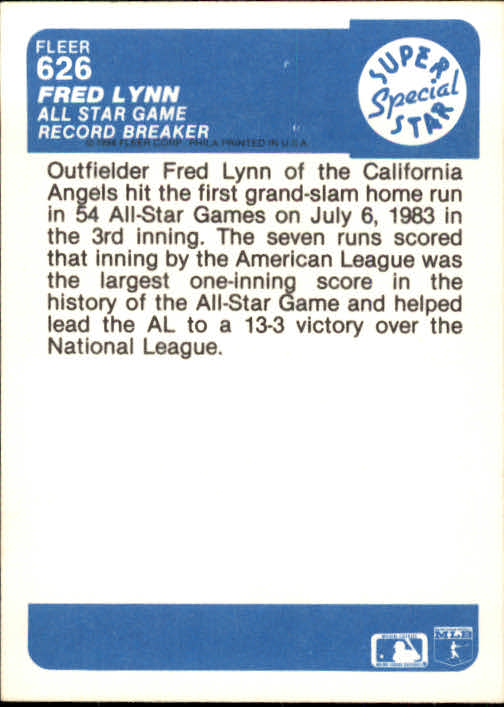 FLEER
626
FRED LYNN
ALL STAR GAME
RECORD BREAKER
© 1984 FLEER CORP. PHILA PRINTED IN U.S.A.
SUPER
Special
STAR
Outfielder Fred Lynn of the California
Angels hit the first grand-slam home run
in 54 All-Star Games on July 6, 1983 in
the 3rd inning. The seven runs scored
that inning by the American League was
the largest one-inning score in the
history of the All-Star Game and helped
lead the AL to a 13-3 victory over the
National League.
MLB